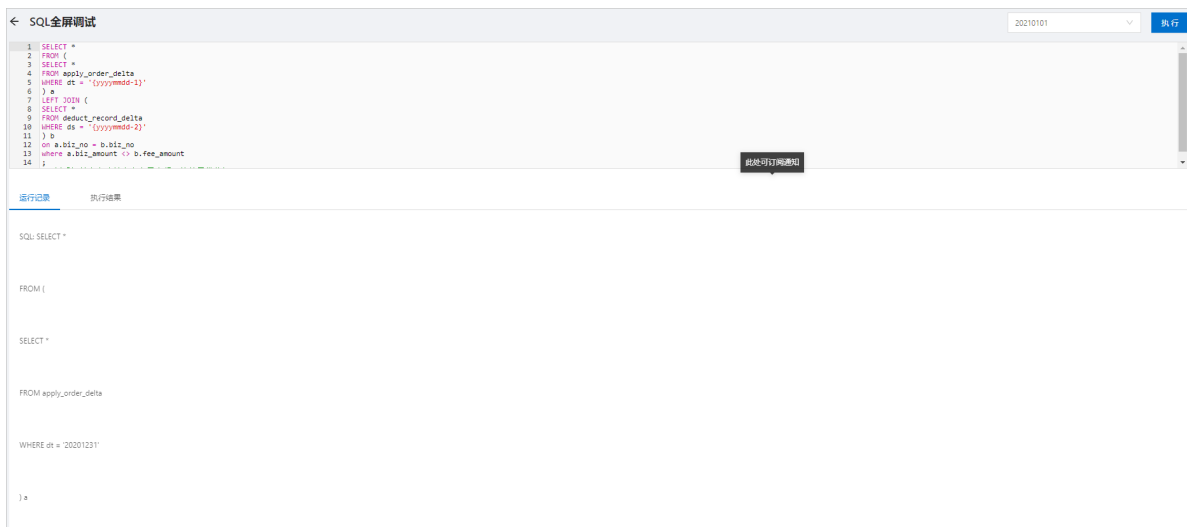 ← SQL全屏调试
20210101
执行
1 SELECT *
2 FROM (
3 SELECT *
4 FROM apply_order_delta
5 WHERE dt = '{yyyymmdd-1}'
6 ) a
7 LEFT JOIN (
8 SELECT *
9 FROM deduct_record_delta
10 WHERE ds = '{yyyymmdd-2}'
11 ) b
12 on a.biz_no = b.biz_no
13 where a.biz_amount <> b.fee_amount
14 ;
此处可订阅通知
运行记录 执行结果
SQL: SELECT *
FROM (
SELECT *
FROM apply_order_delta
WHERE dt = '20201231'
) a